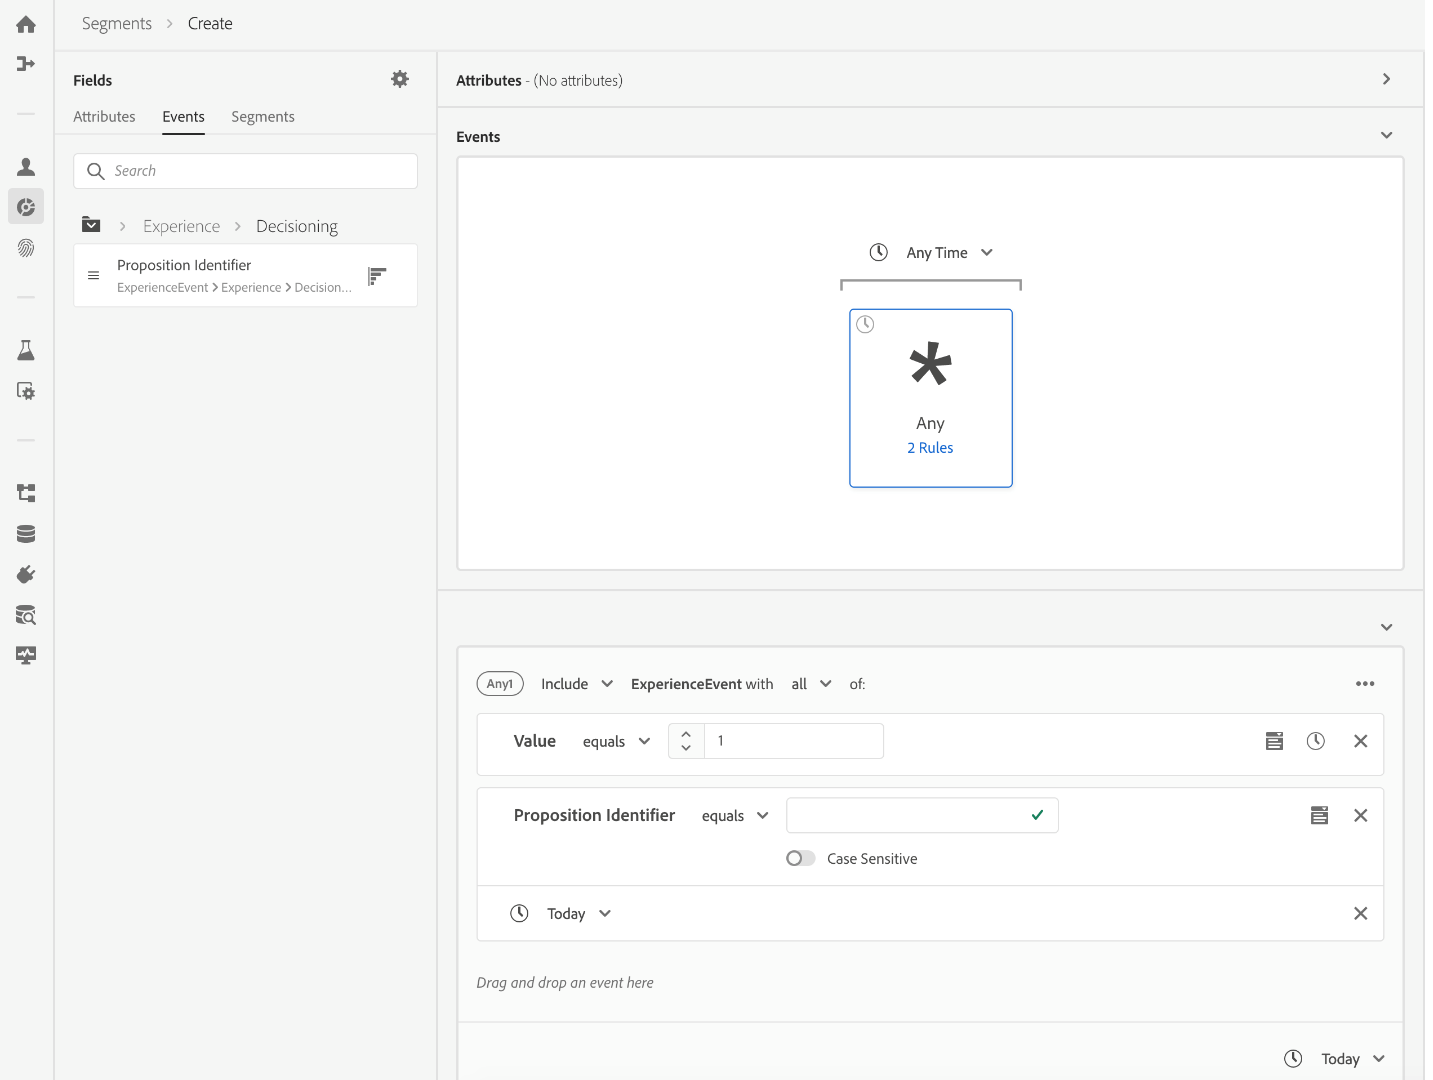 Segments > Create
Fields
Attributes Events Segments
Search
Experience > Decisioning
Proposition Identifier
ExperienceEvent > Experience > Decision...
Attributes - (No attributes)
Events
Any Time
Any
2 Rules
Any1 Include ExperienceEvent with all of:
Value equals 1
Proposition Identifier equals
Case Sensitive
Today
Drag and drop an event here
Today